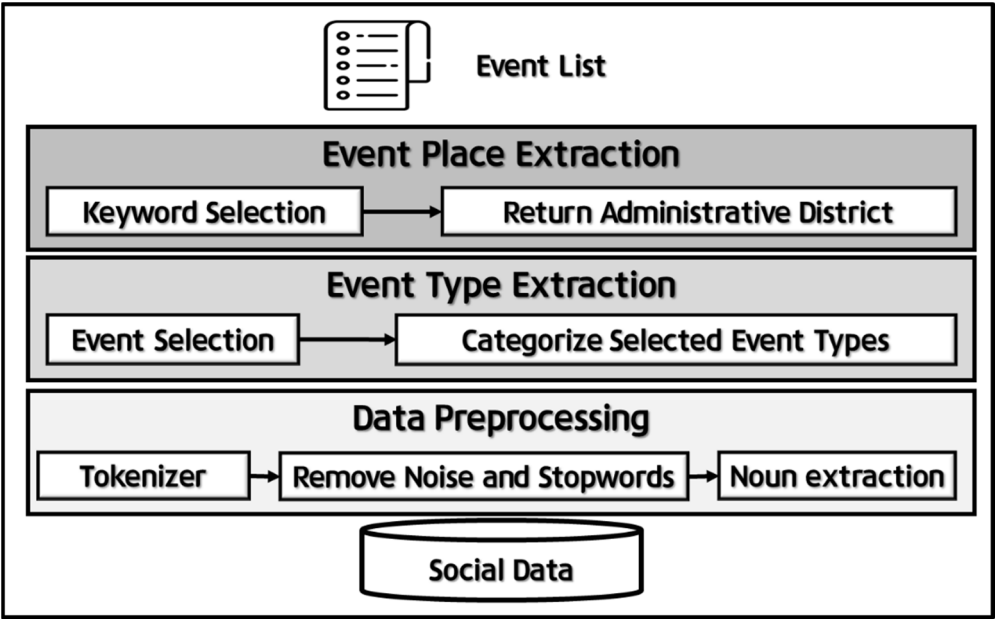 Event List
Event Place Extraction
Keyword Selection
Return Administrative District
Event Type Extraction
Event Selection
Categorize Selected Event Types
Data Preprocessing
Tokenizer
Remove Noise and Stopwords
Noun extraction
Social Data